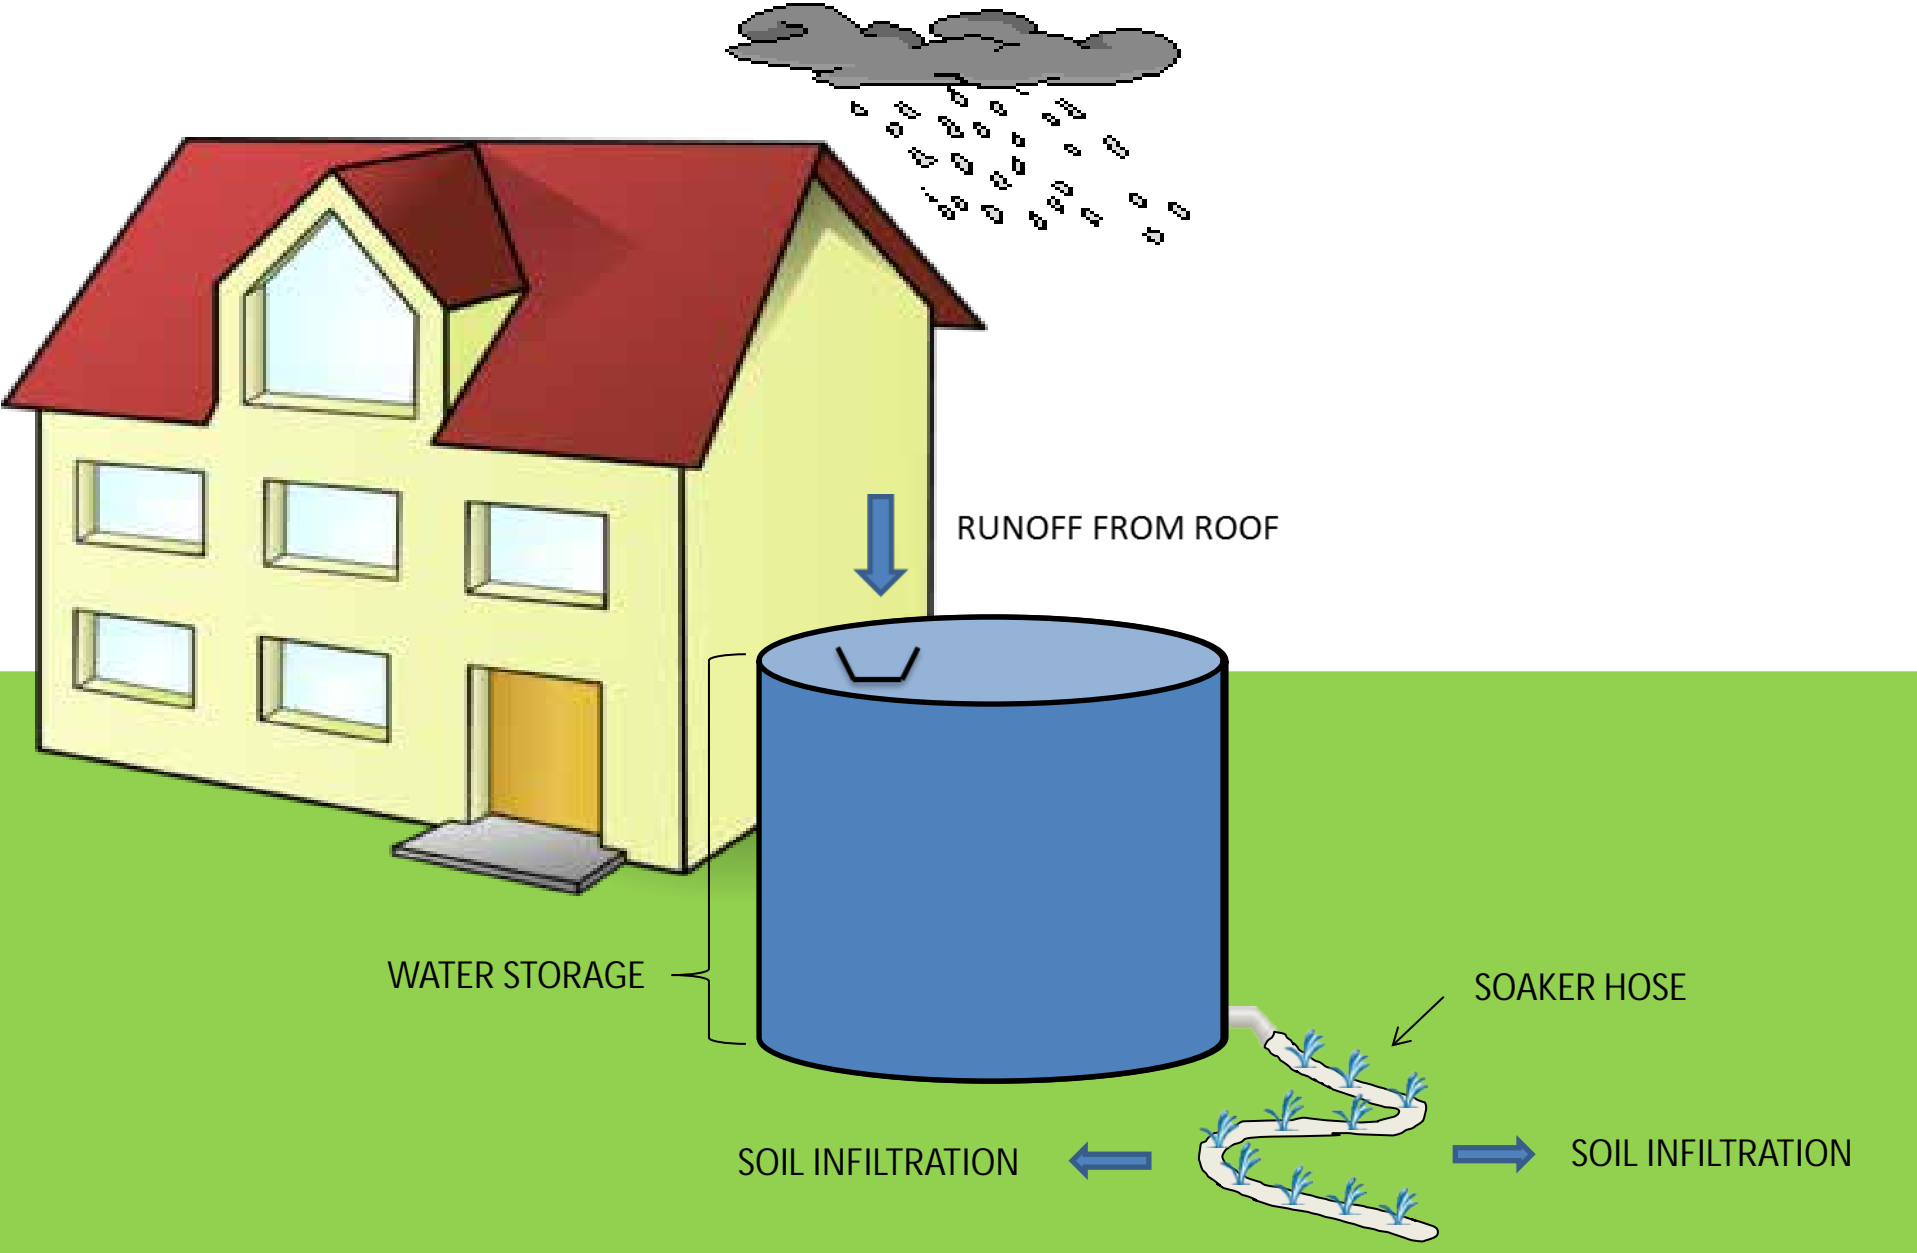 RUNOFF FROM ROOF
WATER STORAGE
SOAKER HOSE
SOIL INFILTRATION
SOIL INFILTRATION